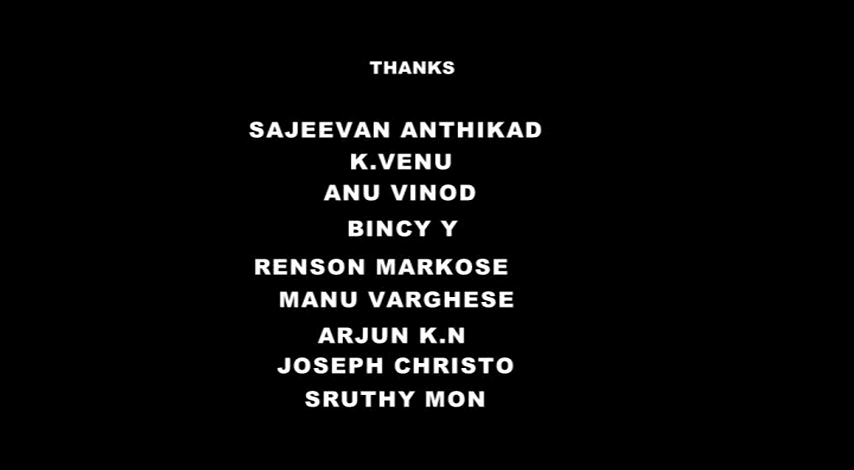 THANKS
SAJEEVAN ANTHIKAD
K.VENU
ANU VINOD
BINCY Y
RENSON MARKOSE
MANU VARGHESE
ARJUN K.N
JOSEPH CHRISTO
SRUTHY MON